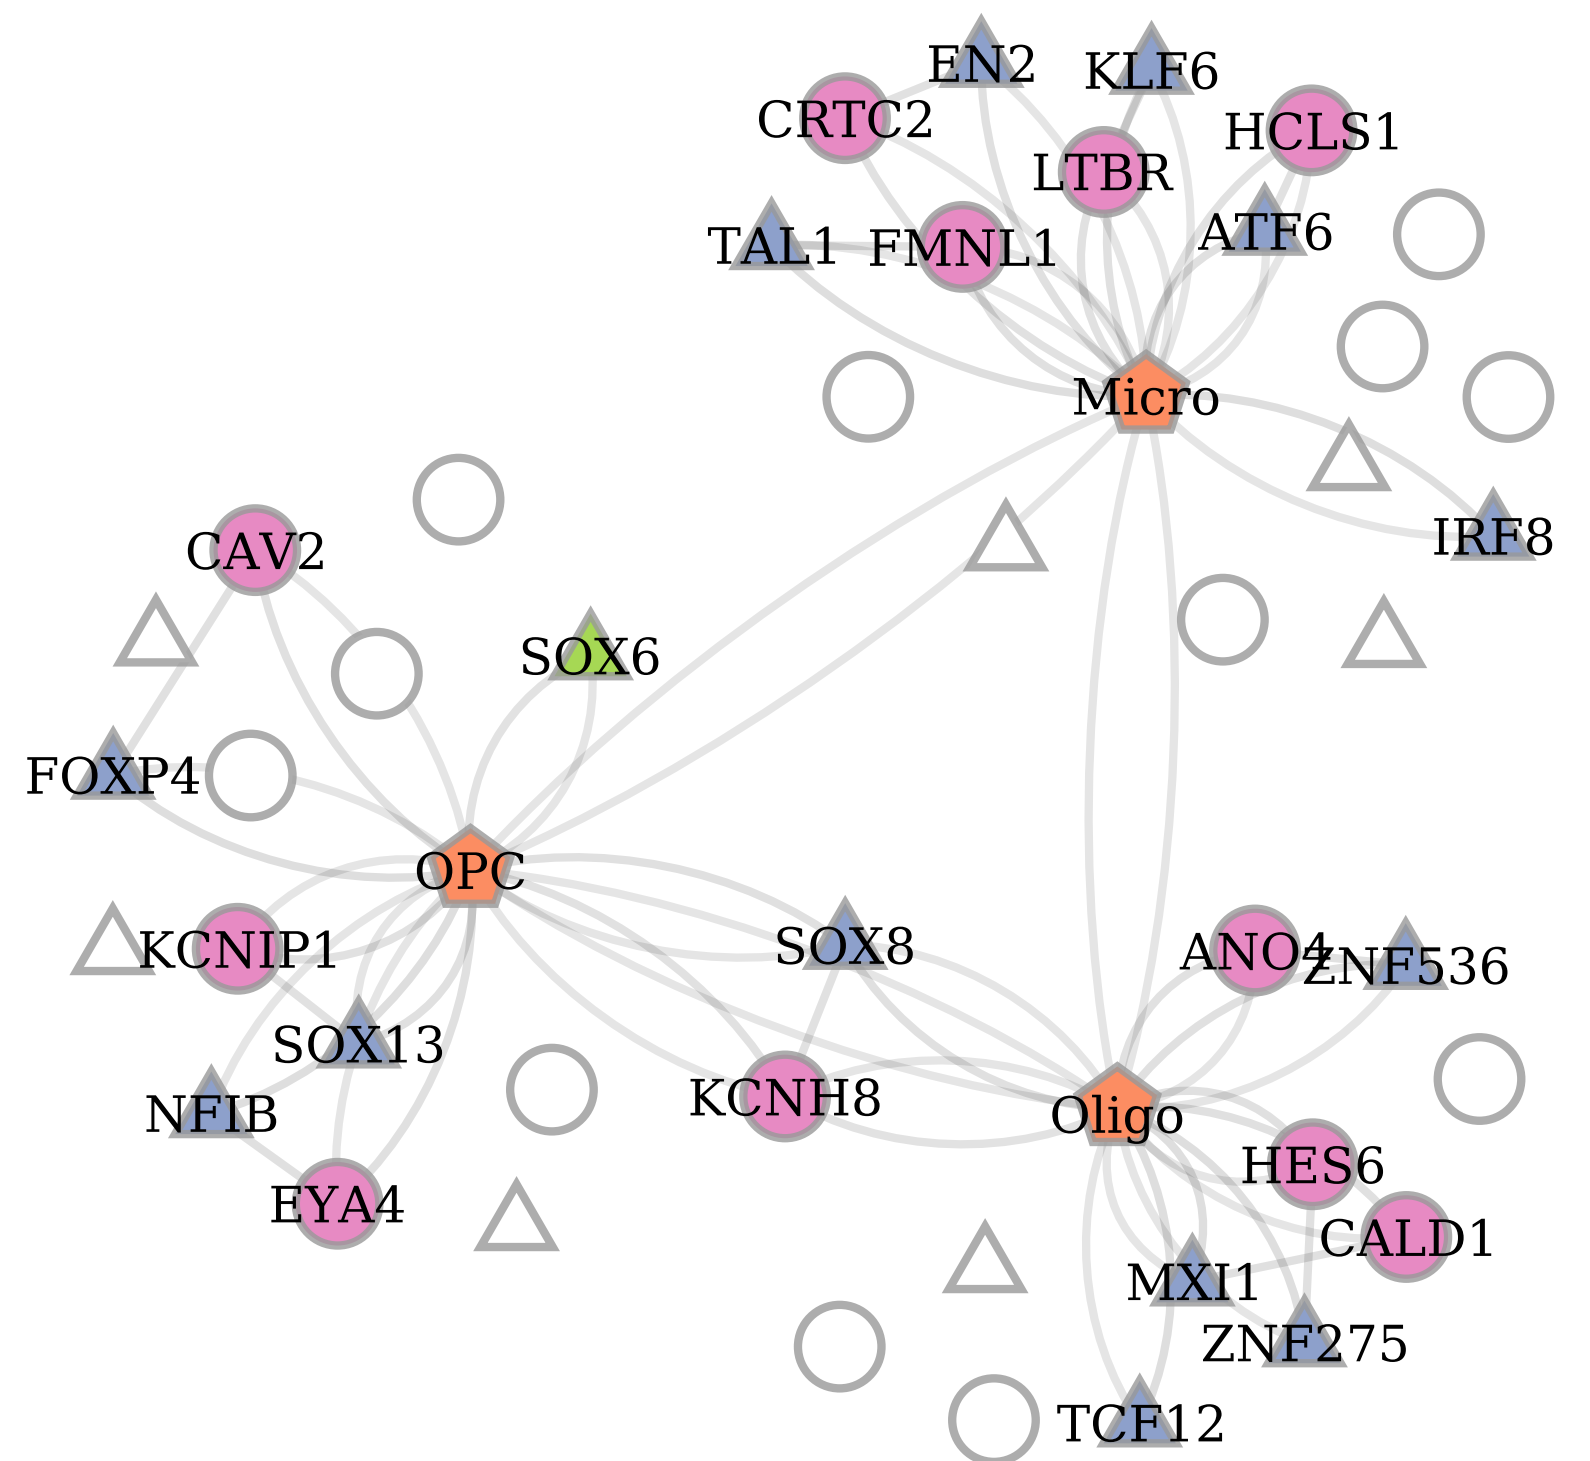 EN2
KLF6
CRTC2
HCLS1
LTBR
ATF6
TAL1
FMNL1
Micro
IRF8
CAV2
SOX6
FOXP4
OPC
SOX8
KCNIP1
ANO4
ZNF536
SOX13
KCNH8
NFIB
Oligo
HES6
EYA4
CALD1
MXI1
ZNF275
TCF12